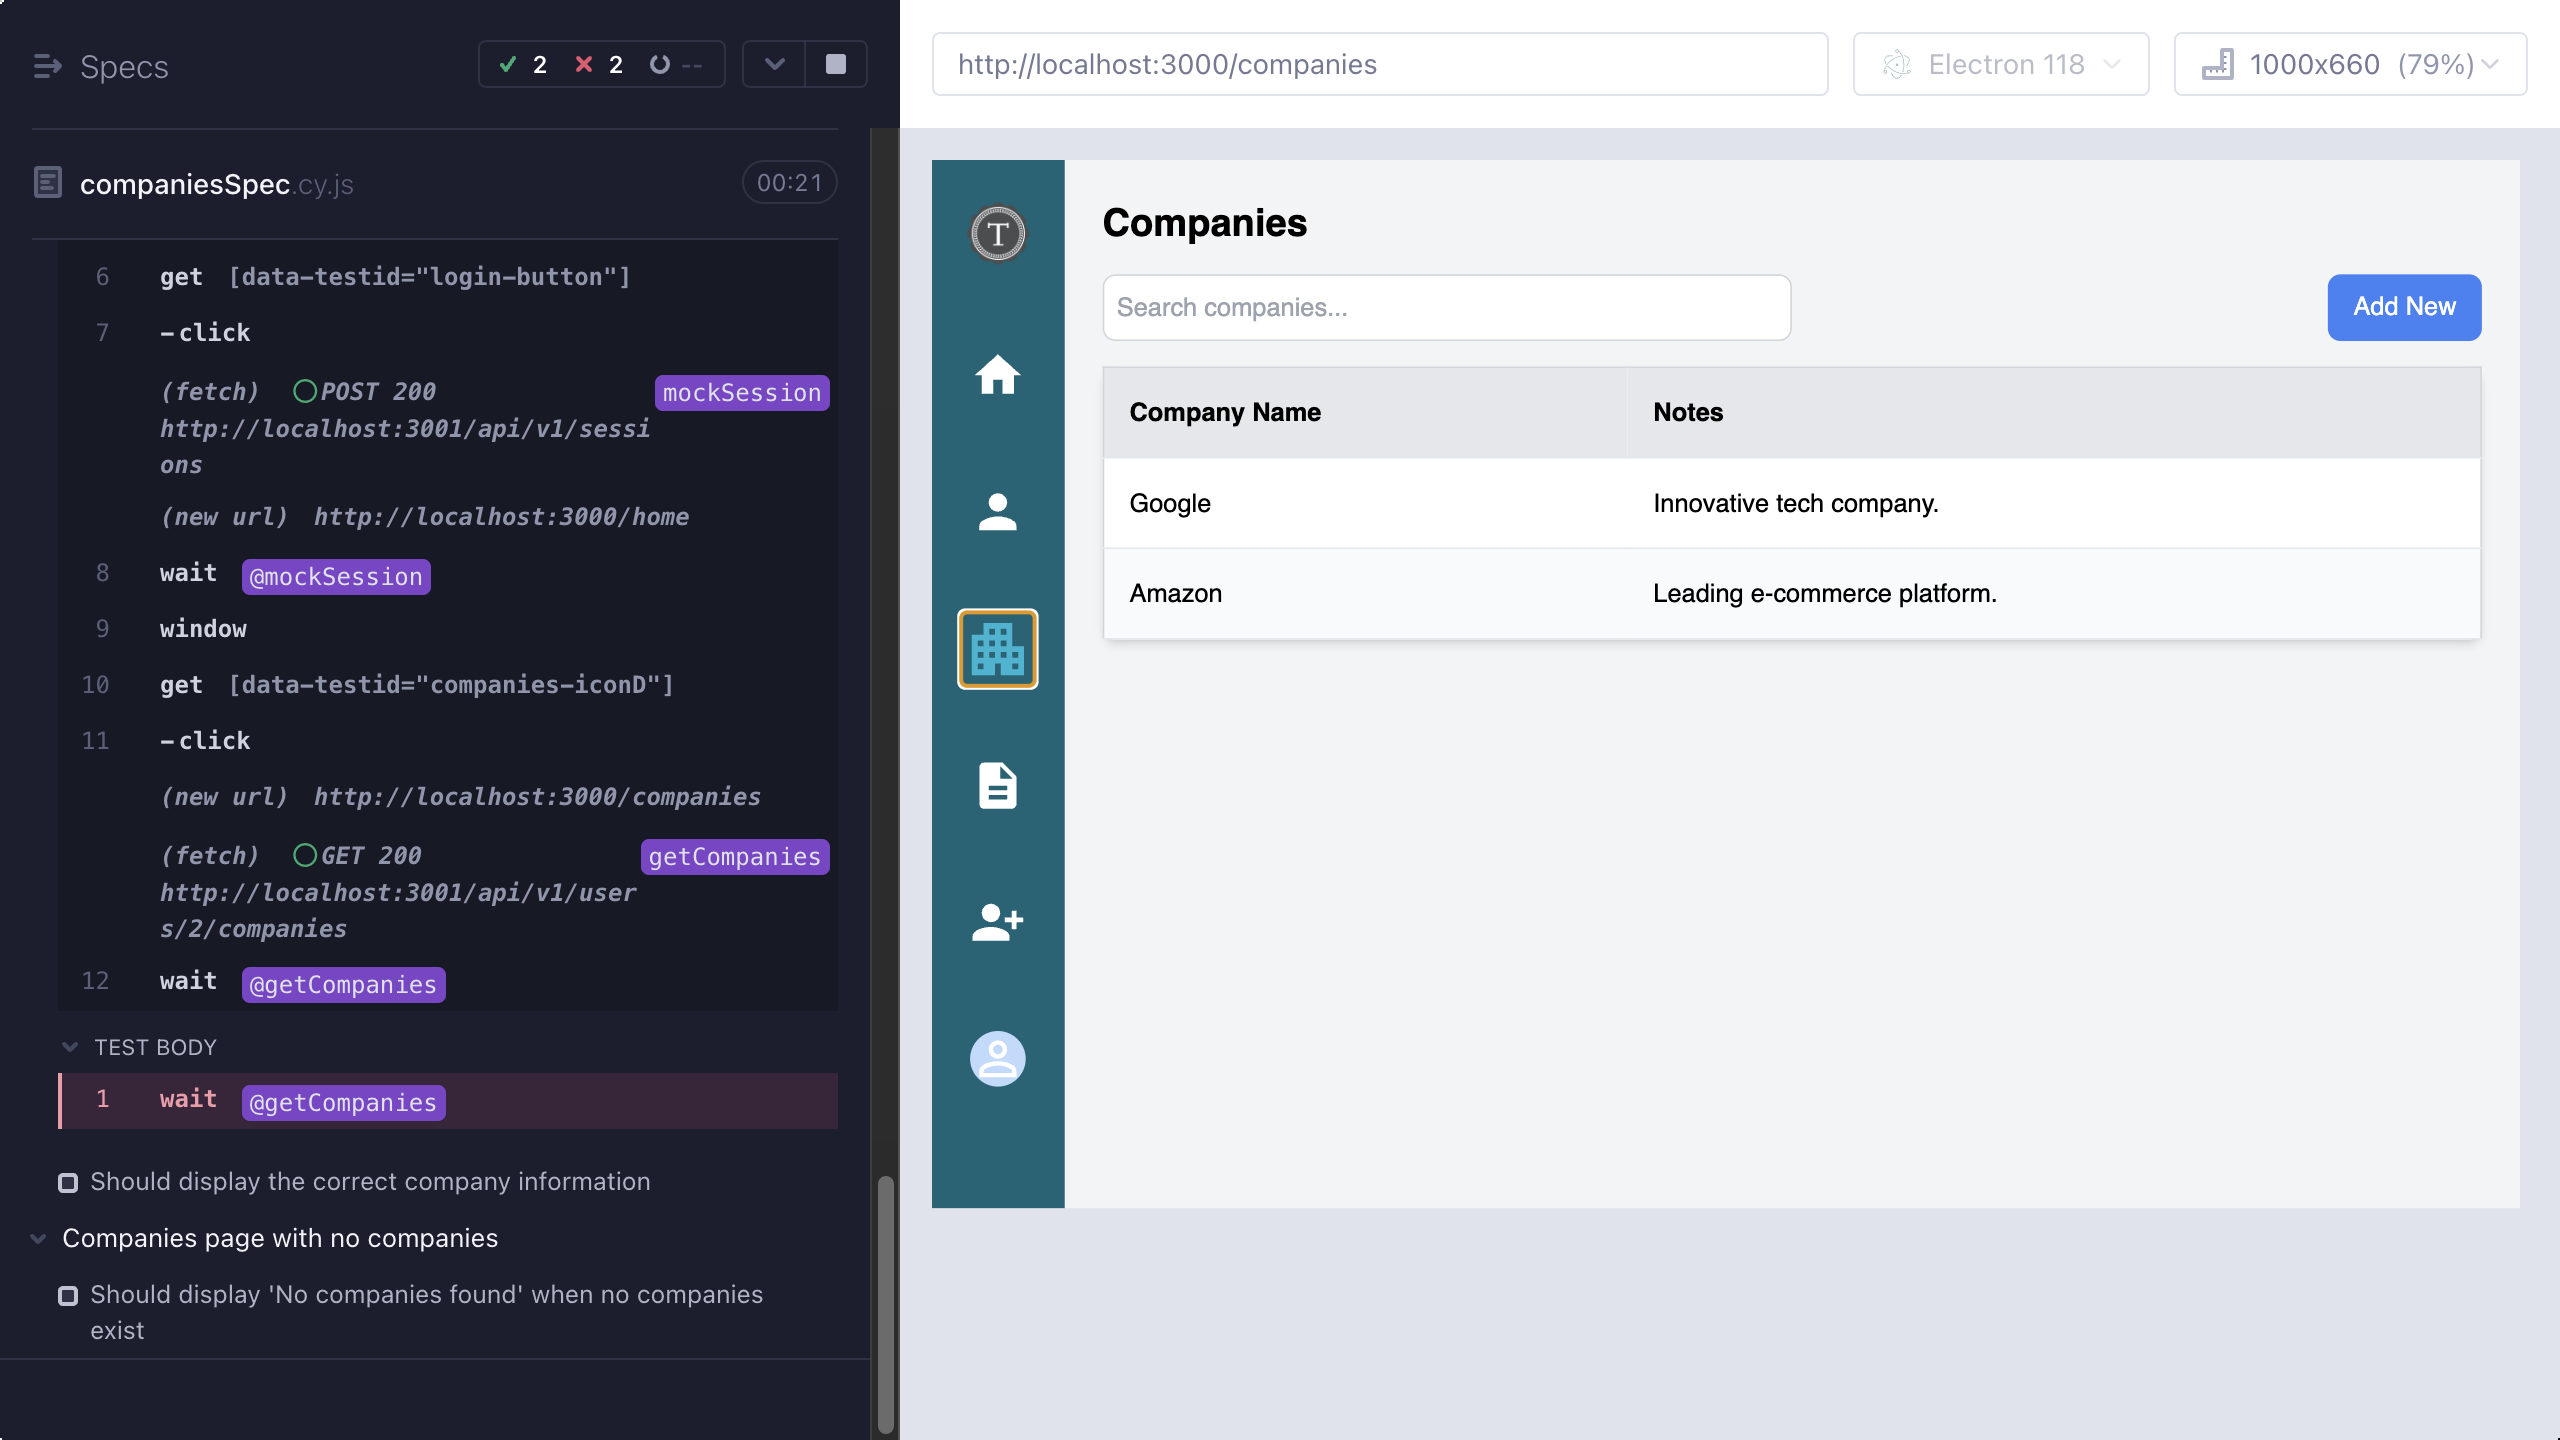 Specs
2 2 --
companiesSpec.cy.js
00:21
6 get [data-testid="login-button"]
7 -click
(fetch) POST 200 mockSession
http://localhost:3001/api/v1/sessi
ons
(new url) http://localhost:3000/home
8 wait @mockSession
9 window
10 get [data-testid="companies-iconD"]
11 -click
(new url) http://localhost:3000/companies
(fetch) GET 200 getCompanies
http://localhost:3001/api/v1/user
s/2/companies
12 wait @getCompanies
TEST BODY
1 wait @getCompanies
Should display the correct company information
Companies page with no companies
Should display 'No companies found' when no companies
exist
http://localhost:3000/companies
Electron 118
1000x660 (79%)
T
Companies
Search companies...
Add New
Company Name Notes
Google Innovative tech company.
Amazon Leading e-commerce platform.